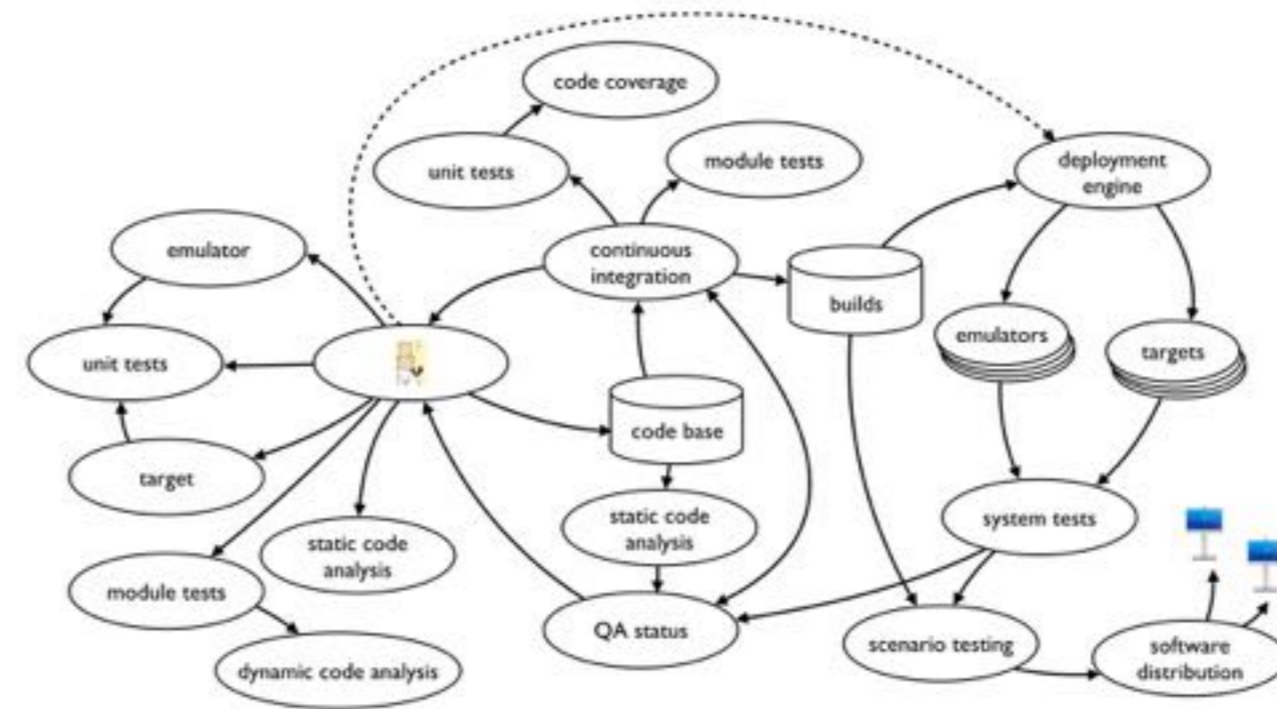 code coverage
unit tests
module tests
deployment
engine
emulator
continuous
integration
builds
emulators
targets
unit tests
code base
target
static code
analysis
static code
analysis
system tests
module tests
QA status
scenario testing
software
distribution
dynamic code analysis